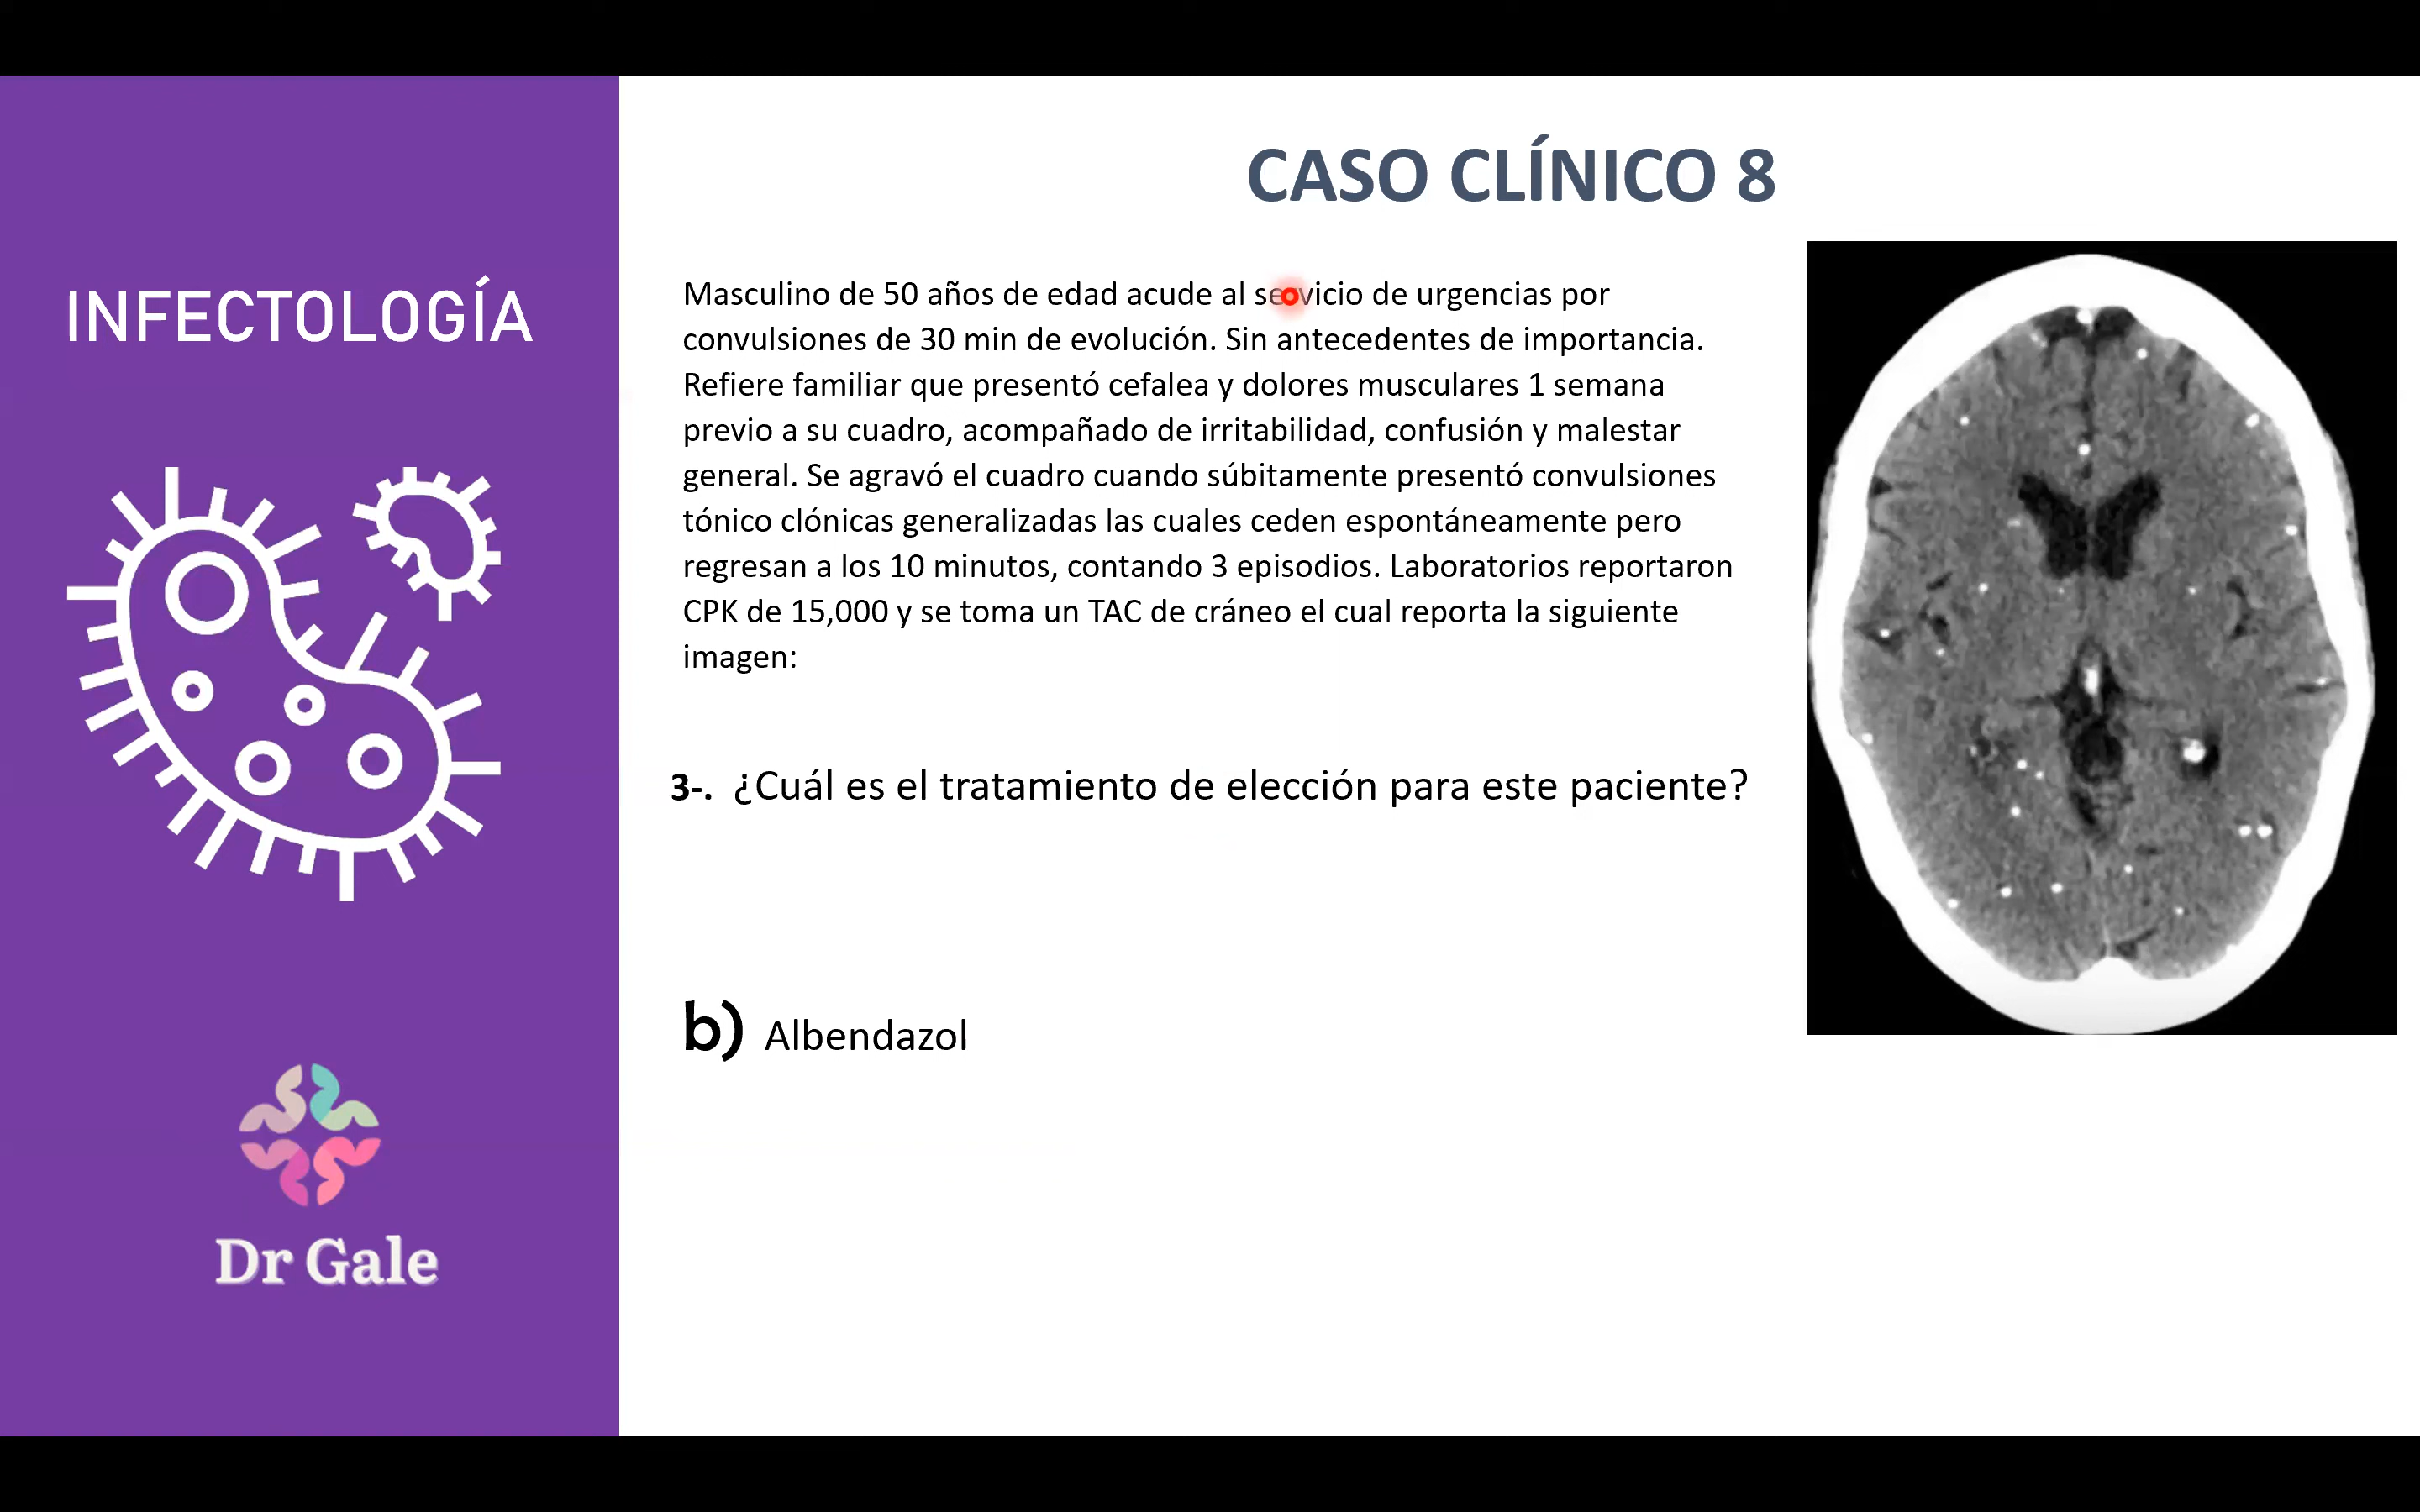 INFECTOLOGÍA
Dr Gale
CASO CLÍNICO 8
Masculino de 50 años de edad acude al servicio de urgencias por
convulsiones de 30 min de evolución. Sin antecedentes de importancia.
Refiere familiar que presentó cefalea y dolores musculares 1 semana
previo a su cuadro, acompañado de irritabilidad, confusión y malestar
general. Se agravó el cuadro cuando súbitamente presentó convulsiones
tónico clónicas generalizadas las cuales ceden espontáneamente pero
regresan a los 10 minutos, contando 3 episodios. Laboratorios reportaron
CPK de 15,000 y se toma un TAC de cráneo el cual reporta la siguiente
imagen:
3-. ¿Cuál es el tratamiento de elección para este paciente?
b) Albendazol